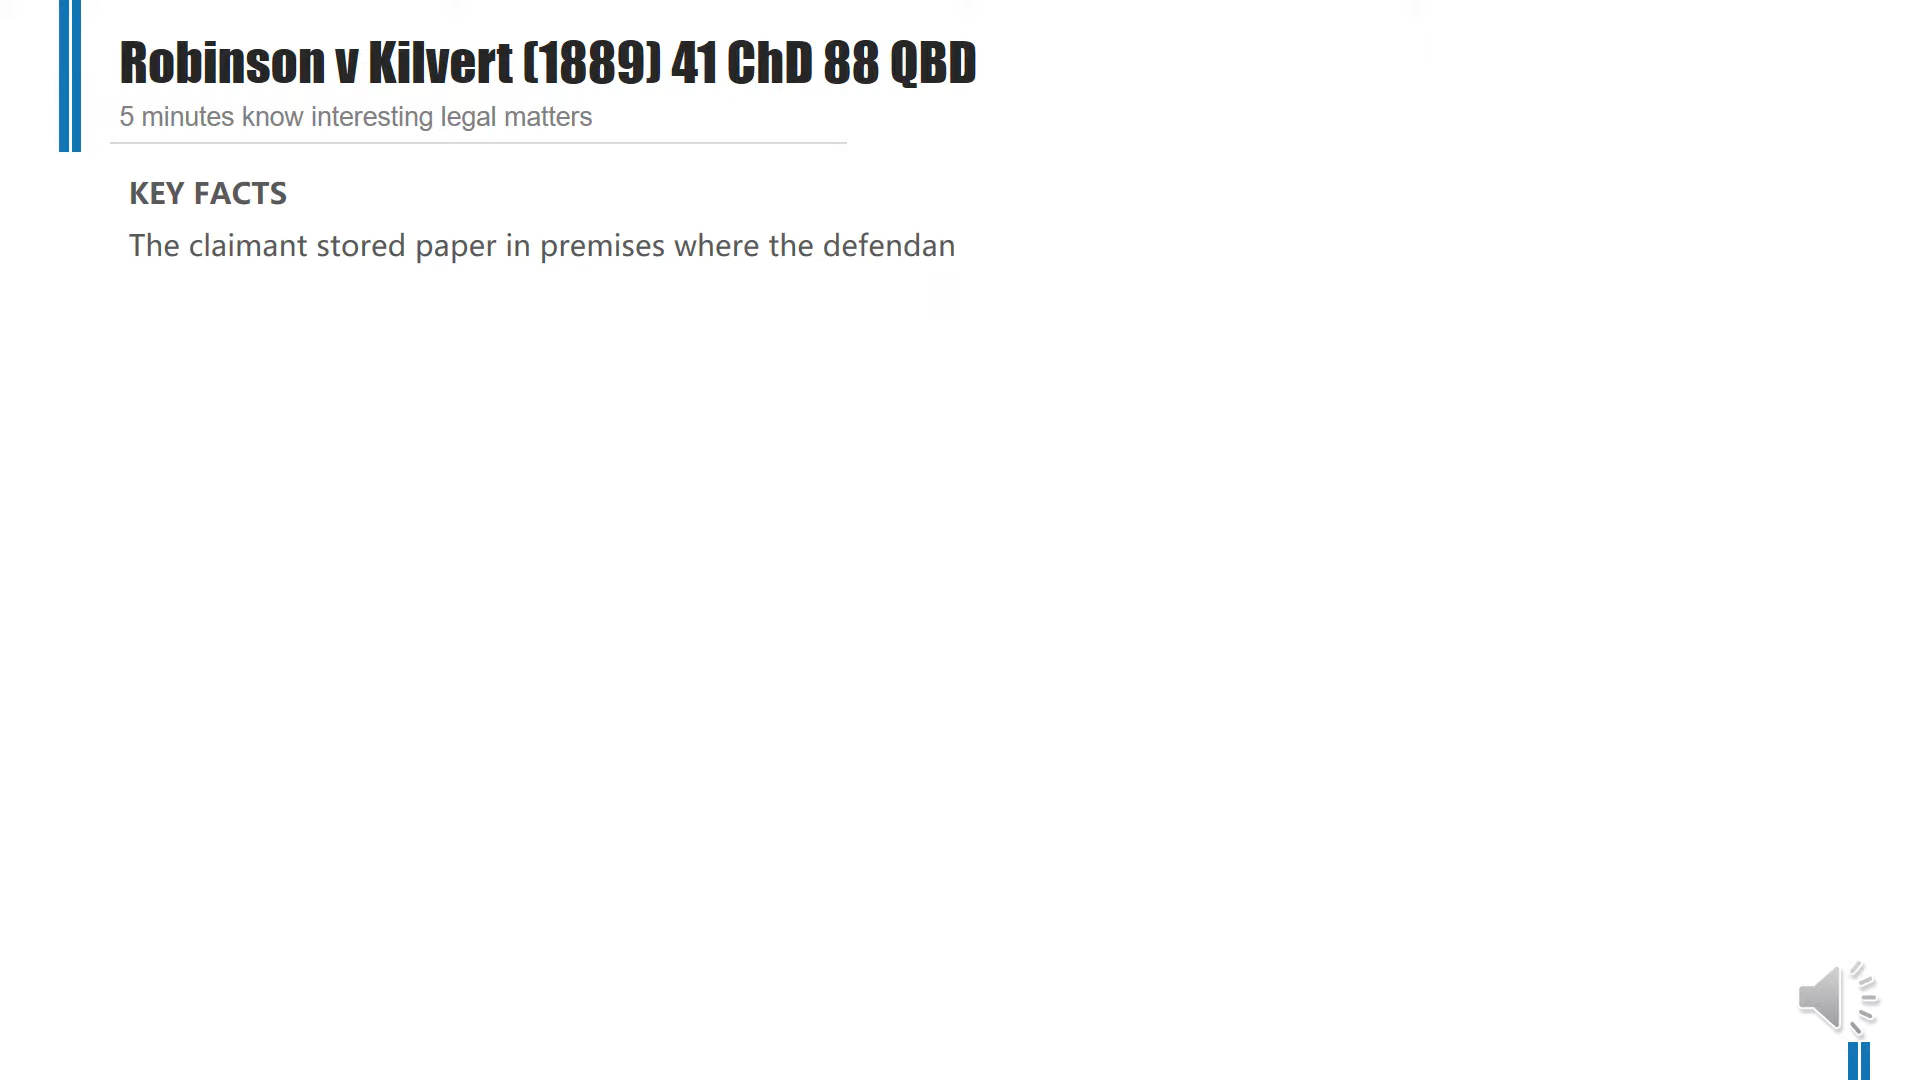 Robinson v Kilvert (1889) 41 ChD 88 QBD
5 minutes know interesting legal matters
KEY FACTS
The claimant stored paper in premises where the defendan